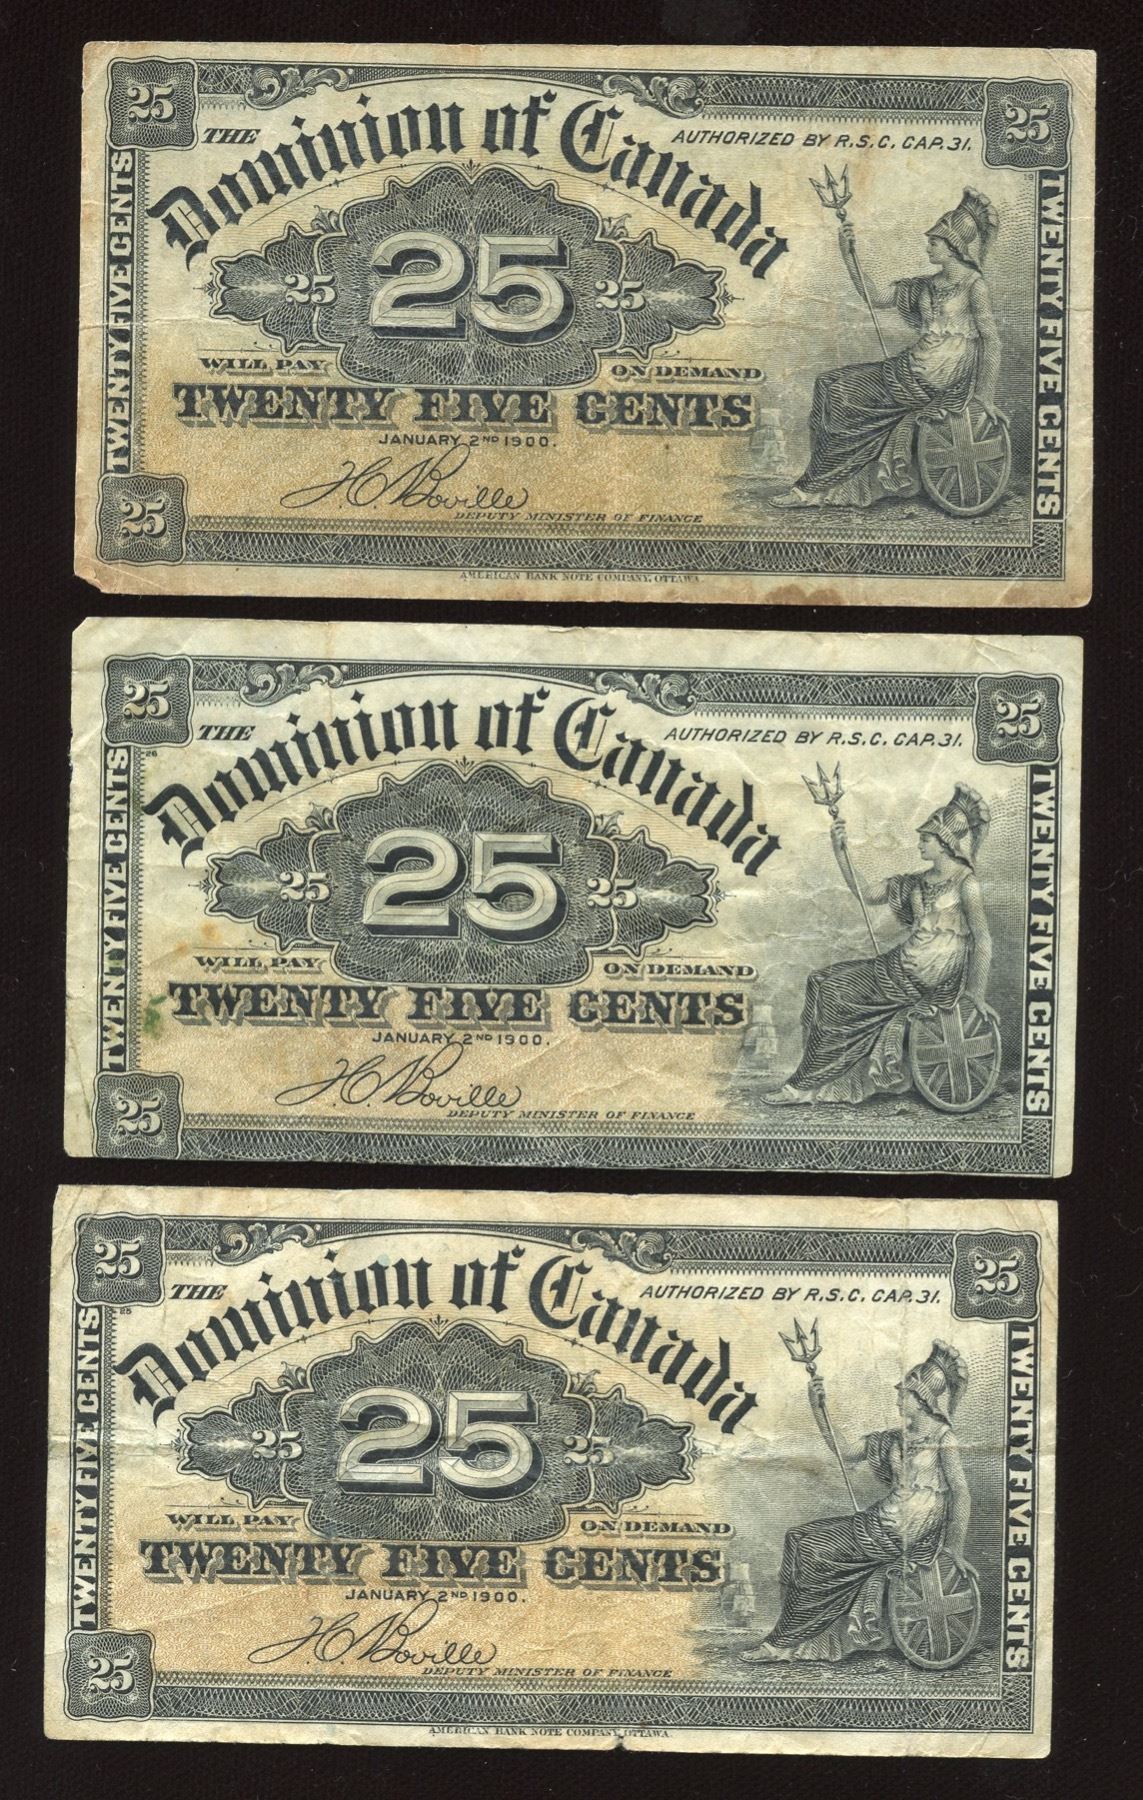 25 25
THE Dominion of Canada AUTHORIZED BY R.S.C. CAP. 31.
19
TWENTY FIVE CENTS
25 25 25
TWENTY FIVE CENTS
WILL PAY ON DEMAND
TWENTY FIVE CENTS
JANUARY 2ND 1900.
T.C. Boville
DEPUTY MINISTER OF FINANCE
25
AMERICAN BANK NOTE COMPANY, OTTAWA.
25 25
THE Dominion of Canada AUTHORIZED BY R.S.C. CAP. 31.
26
TWENTY FIVE CENTS
25 25 25
TWENTY FIVE CENTS
WILL PAY ON DEMAND
TWENTY FIVE CENTS
JANUARY 2ND 1900.
T.C. Boville
DEPUTY MINISTER OF FINANCE
25
25 25
THE Dominion of Canada AUTHORIZED BY R.S.C. CAP. 31.
25
TWENTY FIVE CENTS
25 25 25
TWENTY FIVE CENTS
WILL PAY ON DEMAND
TWENTY FIVE CENTS
JANUARY 2ND 1900.
T.C. Boville
DEPUTY MINISTER OF FINANCE
25
AMERICAN BANK NOTE COMPANY, OTTAWA.